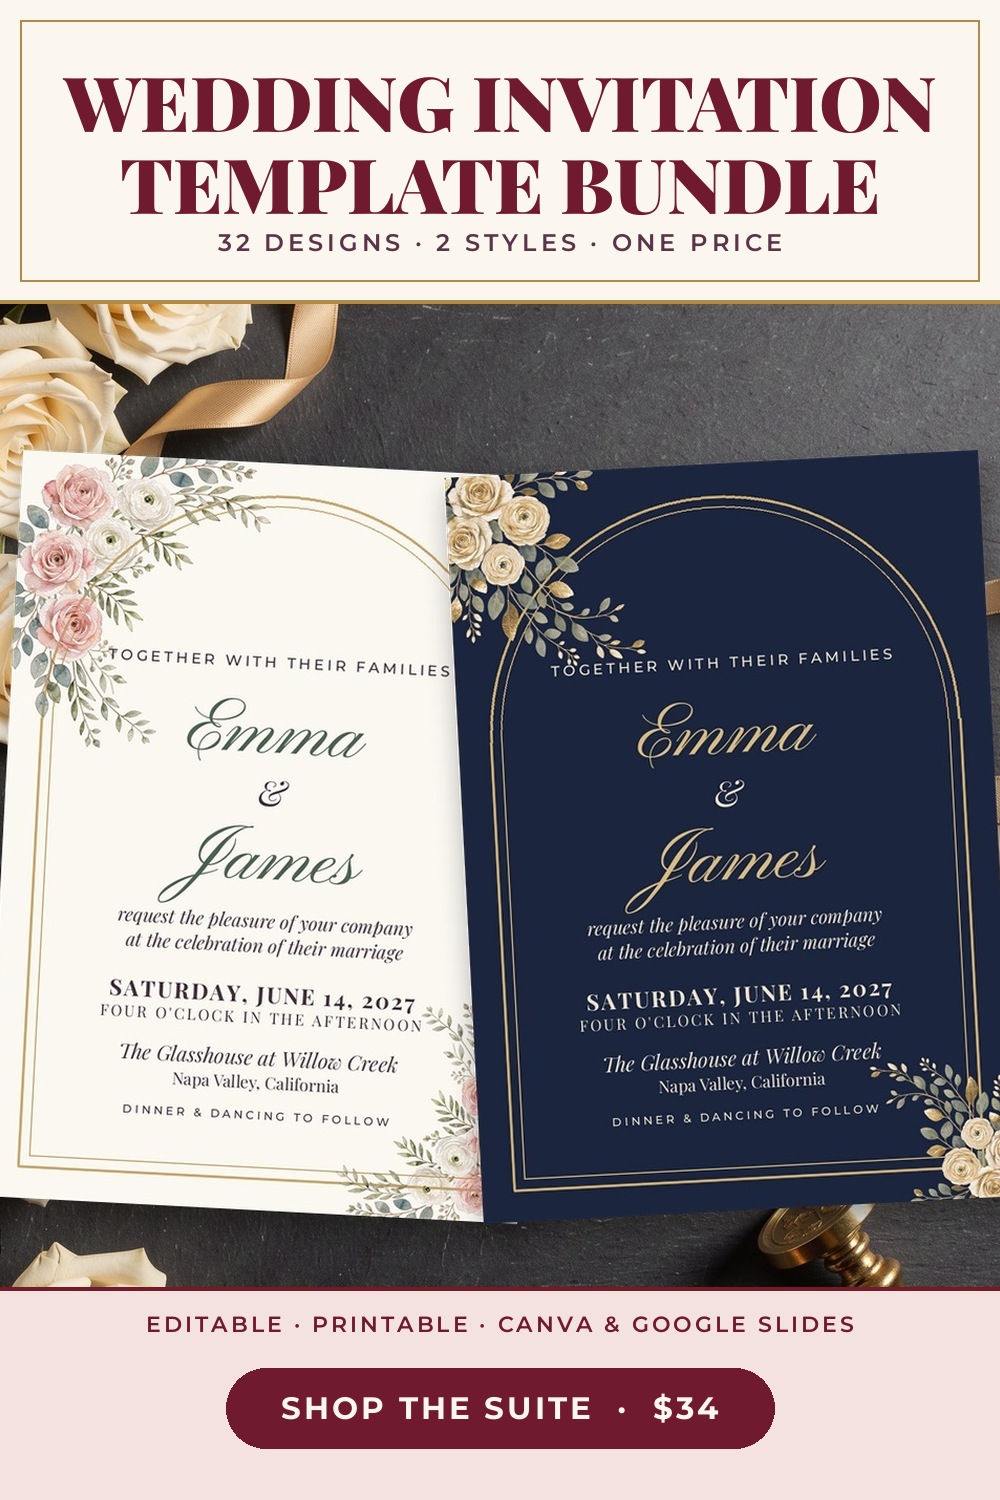 WEDDING INVITATION
TEMPLATE BUNDLE
32 DESIGNS · 2 STYLES · ONE PRICE
TOGETHER WITH THEIR FAMILIES
Emma
&
James
request the pleasure of your company
at the celebration of their marriage
SATURDAY, JUNE 14, 2027
FOUR O'CLOCK IN THE AFTERNOON
The Glasshouse at Willow Creek
Napa Valley, California
DINNER & DANCING TO FOLLOW
TOGETHER WITH THEIR FAMILIES
Emma
&
James
request the pleasure of your company
at the celebration of their marriage
SATURDAY, JUNE 14, 2027
FOUR O'CLOCK IN THE AFTERNOON
The Glasshouse at Willow Creek
Napa Valley, California
DINNER & DANCING TO FOLLOW
EDITABLE · PRINTABLE · CANVA & GOOGLE SLIDES
SHOP THE SUITE · $34